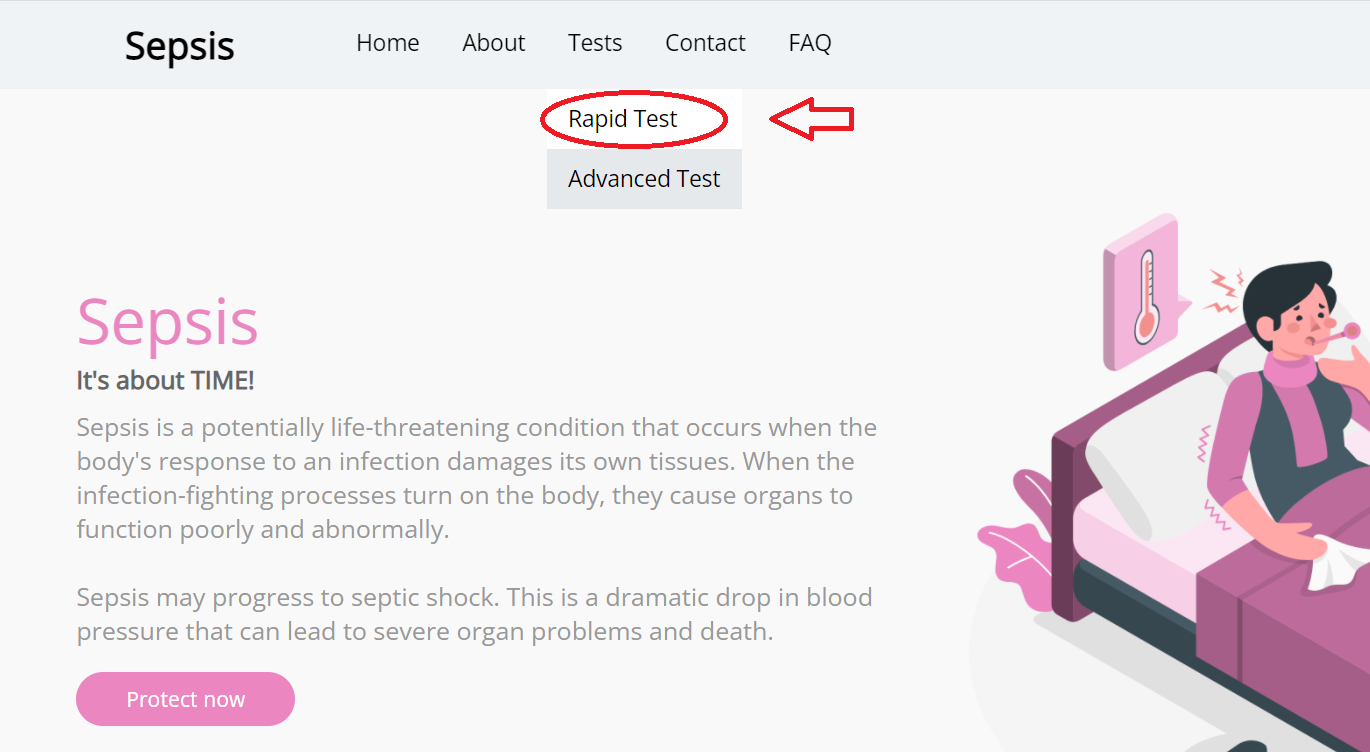 Sepsis
Home About Tests Contact FAQ
Rapid Test
Advanced Test
Sepsis
It's about TIME!
Sepsis is a potentially life-threatening condition that occurs when the
body's response to an infection damages its own tissues. When the
infection-fighting processes turn on the body, they cause organs to
function poorly and abnormally.
Sepsis may progress to septic shock. This is a dramatic drop in blood
pressure that can lead to severe organ problems and death.
Protect now